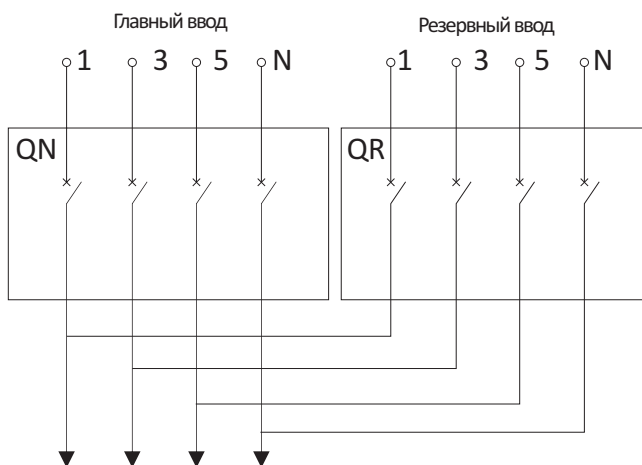 Главный ввод
Резервный ввод
1 3 5 N
1 3 5 N
QN
QR